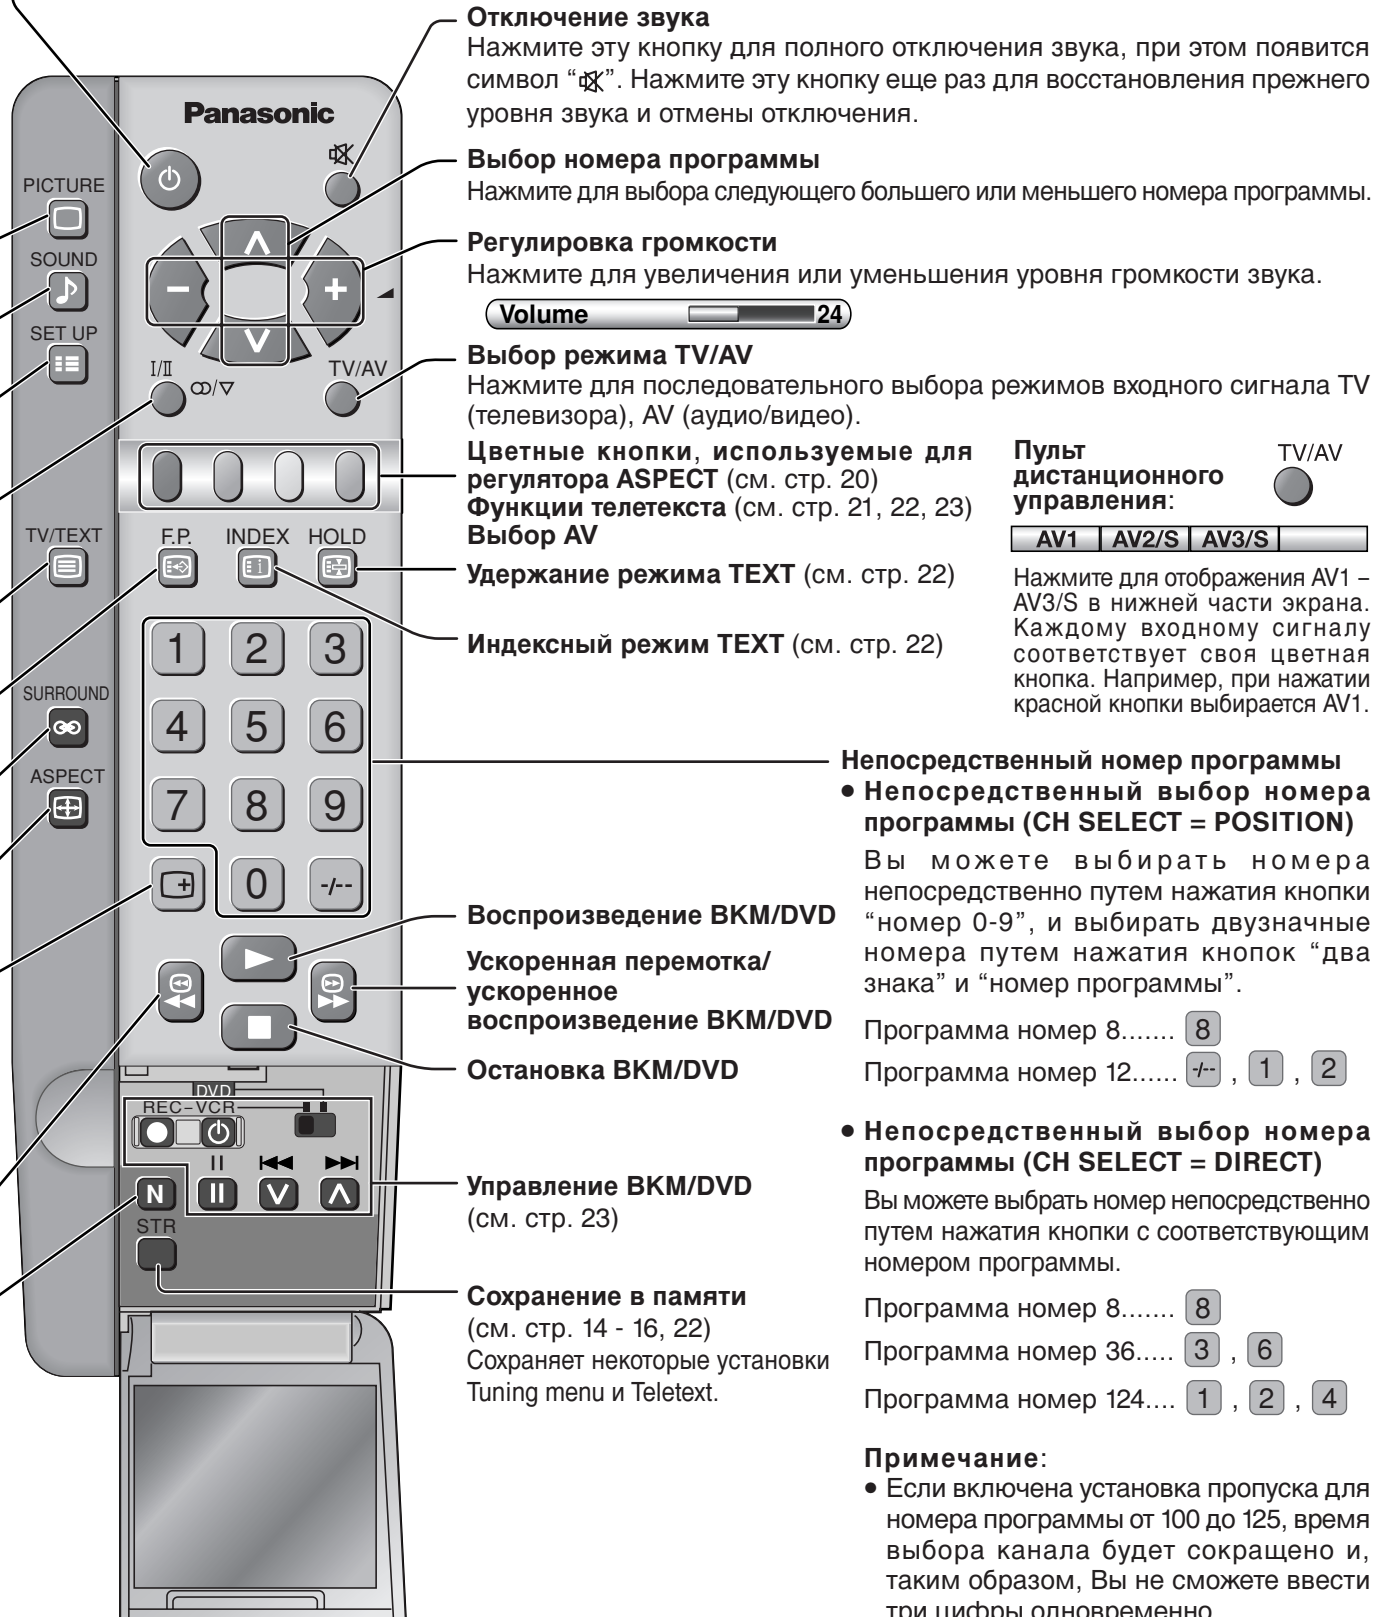 Отключение звука
Нажмите эту кнопку для полного отключения звука, при этом появится
символ “ ”. Нажмите эту кнопку еще раз для восстановления прежнего
уровня звука и отмены отключения.
Выбор номера программы
Нажмите для выбора следующего большего или меньшего номера программы.
Регулировка громкости
Нажмите для увеличения или уменьшения уровня громкости звука.
Volume 24
Выбор режима TV/AV
Нажмите для последовательного выбора режимов входного сигнала TV
(телевизора), AV (аудио/видео).
Цветные кнопки, используемые для
регулятора ASPECT (см. стр. 20)
Функции телетекста (см. стр. 21, 22, 23)
Выбор AV
Удержание режима TEXT (см. стр. 22)
Индексный режим TEXT (см. стр. 22)
Пульт
дистанционного
управления:
TV/AV
AV1 AV2/S AV3/S
Нажмите для отображения AV1 –
AV3/S в нижней части экрана.
Каждому входному сигналу
соответствует своя цветная
кнопка. Например, при нажатии
красной кнопки выбирается AV1.
Panasonic
PICTURE
SOUND
SET UP
I/II
TV/AV
TV/TEXT
F.P. INDEX HOLD
SURROUND
ASPECT
1 2 3
4 5 6
7 8 9
0 -/--
DVD
REC–VCR
N
STR
Воспроизведение ВКМ/DVD
Ускоренная перемотка/
ускоренное
воспроизведение ВКМ/DVD
Остановка ВКМ/DVD
Управление ВКМ/DVD
(см. стр. 23)
Сохранение в памяти
(см. стр. 14 - 16, 22)
Сохраняет некоторые установки
Tuning menu и Teletext.
Непосредственный номер программы
● Непосредственный выбор номера
программы (CH SELECT = POSITION)
Вы можете выбирать номера
непосредственно путем нажатия кнопки
“номер 0-9”, и выбирать двузначные
номера путем нажатия кнопок “два
знака” и “номер программы”.
Программа номер 8....... 8
Программа номер 12...... -/-- , 1 , 2
● Непосредственный выбор номера
программы (CH SELECT = DIRECT)
Вы можете выбрать номер непосредственно
путем нажатия кнопки с соответствующим
номером программы.
Программа номер 8....... 8
Программа номер 36..... 3 , 6
Программа номер 124.... 1 , 2 , 4
Примечание:
● Если включена установка пропуска для
номера программы от 100 до 125, время
выбора канала будет сокращено и,
таким образом, Вы не сможете ввести
три цифры одновременно